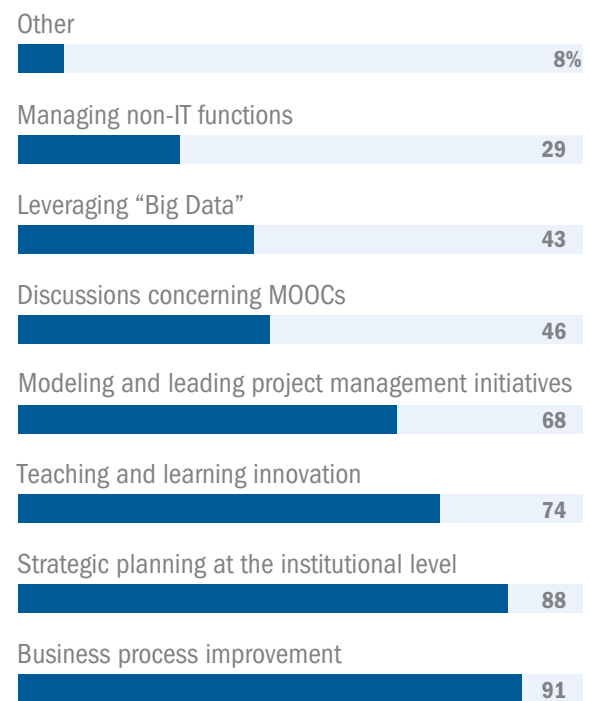 Other
8%
Managing non-IT functions
29
Leveraging “Big Data”
43
Discussions concerning MOOCs
46
Modeling and leading project management initiatives
68
Teaching and learning innovation
74
Strategic planning at the institutional level
88
Business process improvement
91